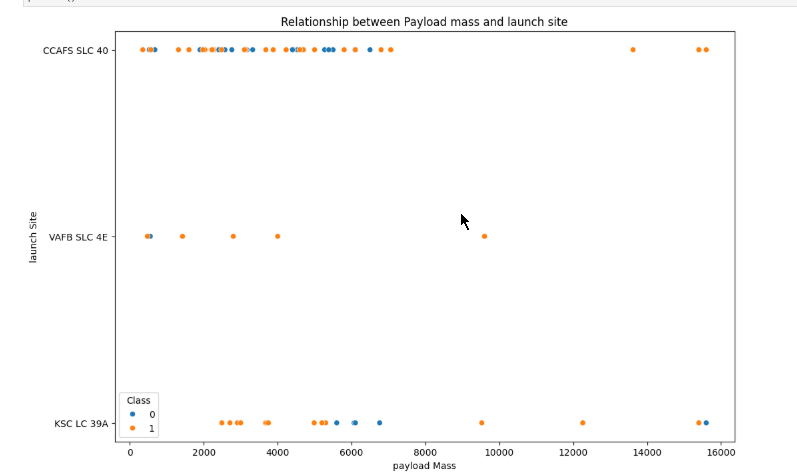 Relationship between Payload mass and launch site
CCAFS SLC 40
VAFB SLC 4E
KSC LC 39A
launch Site
Class
0
1
0 2000 4000 6000 8000 10000 12000 14000 16000
payload Mass